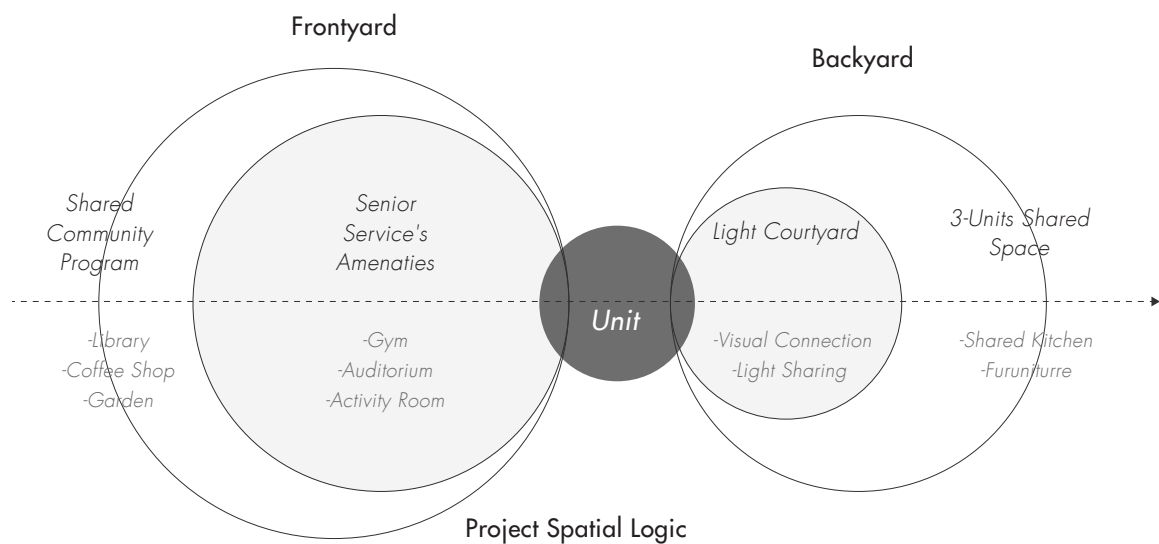 Frontyard
Backyard
Shared
Community
Program
Senior
Service's
Amenaties
Light Courtyard
3-Units Shared
Space
Unit
-Library
-Coffee Shop
-Garden
-Gym
-Auditorium
-Activity Room
-Visual Connection
-Light Sharing
-Shared Kitchen
-Furuniturre
Project Spatial Logic